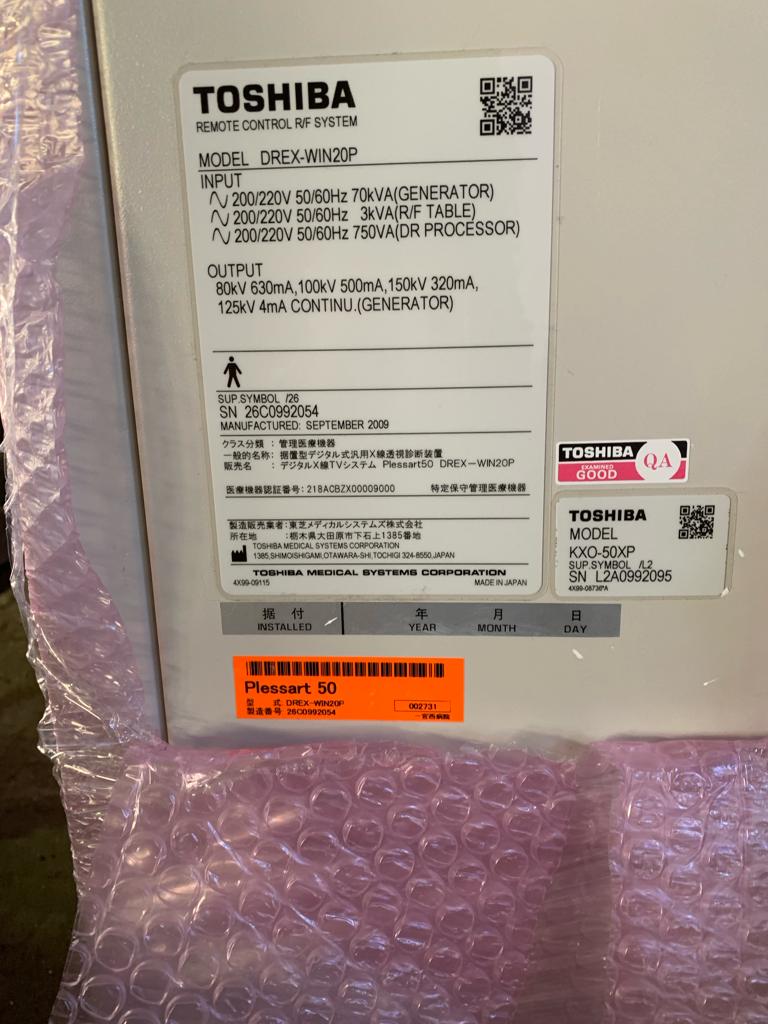 TOSHIBA
REMOTE CONTROL R/F SYSTEM
MODEL DREX-WIN20P
INPUT
∿ 200/220V 50/60Hz 70kVA(GENERATOR)
∿ 200/220V 50/60Hz 3kVA(R/F TABLE)
∿ 200/220V 50/60Hz 750VA(DR PROCESSOR)
OUTPUT
80kV 630mA,100kV 500mA,150kV 320mA,
125kV 4mA CONTINU.(GENERATOR)
SUP.SYMBOL /26
SN 26C0992054
MANUFACTURED: SEPTEMBER 2009
クラス分類 : 管理医療機器
一般的名称: 据置型デジタル式汎用X線透視診断装置
販売名 : デジタルX線TVシステム Plessart50 DREX-WIN20P
医療機器認証番号: 218ACBZX00009000 特定保守管理医療機器
製造販売業者:東芝メディカルシステムズ株式会社
所在地 :栃木県大田原市下石上1385番地
TOSHIBA MEDICAL SYSTEMS CORPORATION
1385,SHIMOISHIGAMI,OTAWARA-SHI,TOCHIGI 324-8550,JAPAN
TOSHIBA MEDICAL SYSTEMS CORPORATION
4X99-09115 MADE IN JAPAN
TOSHIBA
EXAMINED
GOOD
QA
TOSHIBA
MODEL
KXO-50XP
SUP.SYMBOL /L2
SN L2A0992095
4X99-08736*A
据付 年 月 日
INSTALLED YEAR MONTH DAY
Plessart 50
型 式: DREX-WIN20P
製造番号: 26C0992054
002731
一宮西病院